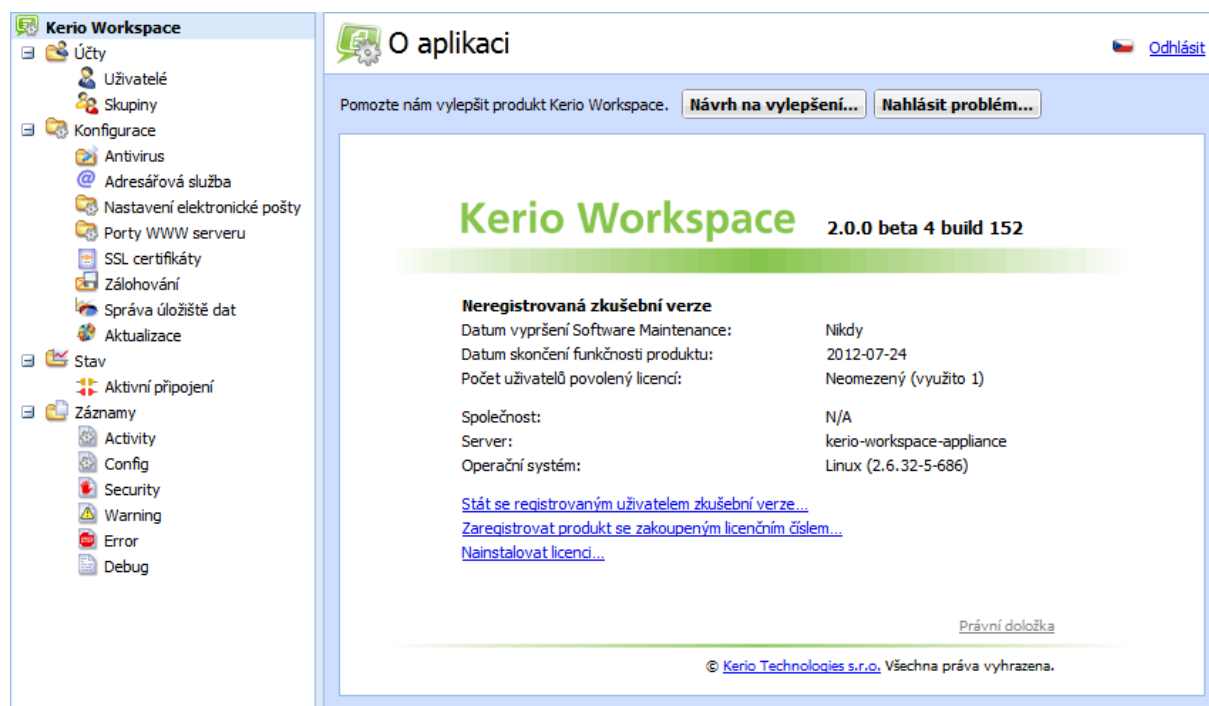 Kerio Workspace
Účty
Uživatelé
Skupiny
Konfigurace
Antivirus
Adresářová služba
Nastavení elektronické pošty
Porty WWW serveru
SSL certifikáty
Zálohování
Správa úložiště dat
Aktualizace
Stav
Aktivní připojení
Záznamy
Activity
Config
Security
Warning
Error
Debug
O aplikaci
Odhlásit
Pomozte nám vylepšit produkt Kerio Workspace. Návrh na vylepšení... Nahlásit problém...
Kerio Workspace 2.0.0 beta 4 build 152
Neregistrovaná zkušební verze
Datum vypršení Software Maintenance: Nikdy
Datum skončení funkčnosti produktu: 2012-07-24
Počet uživatelů povolený licencí: Neomezený (využito 1)
Společnost: N/A
Server: kerio-workspace-appliance
Operační systém: Linux (2.6.32-5-686)
Stát se registrovaným uživatelem zkušební verze...
Zaregistrovat produkt se zakoupeným licenčním číslem...
Nainstalovat licenci...
Právní doložka
© Kerio Technologies s.r.o. Všechna práva vyhrazena.